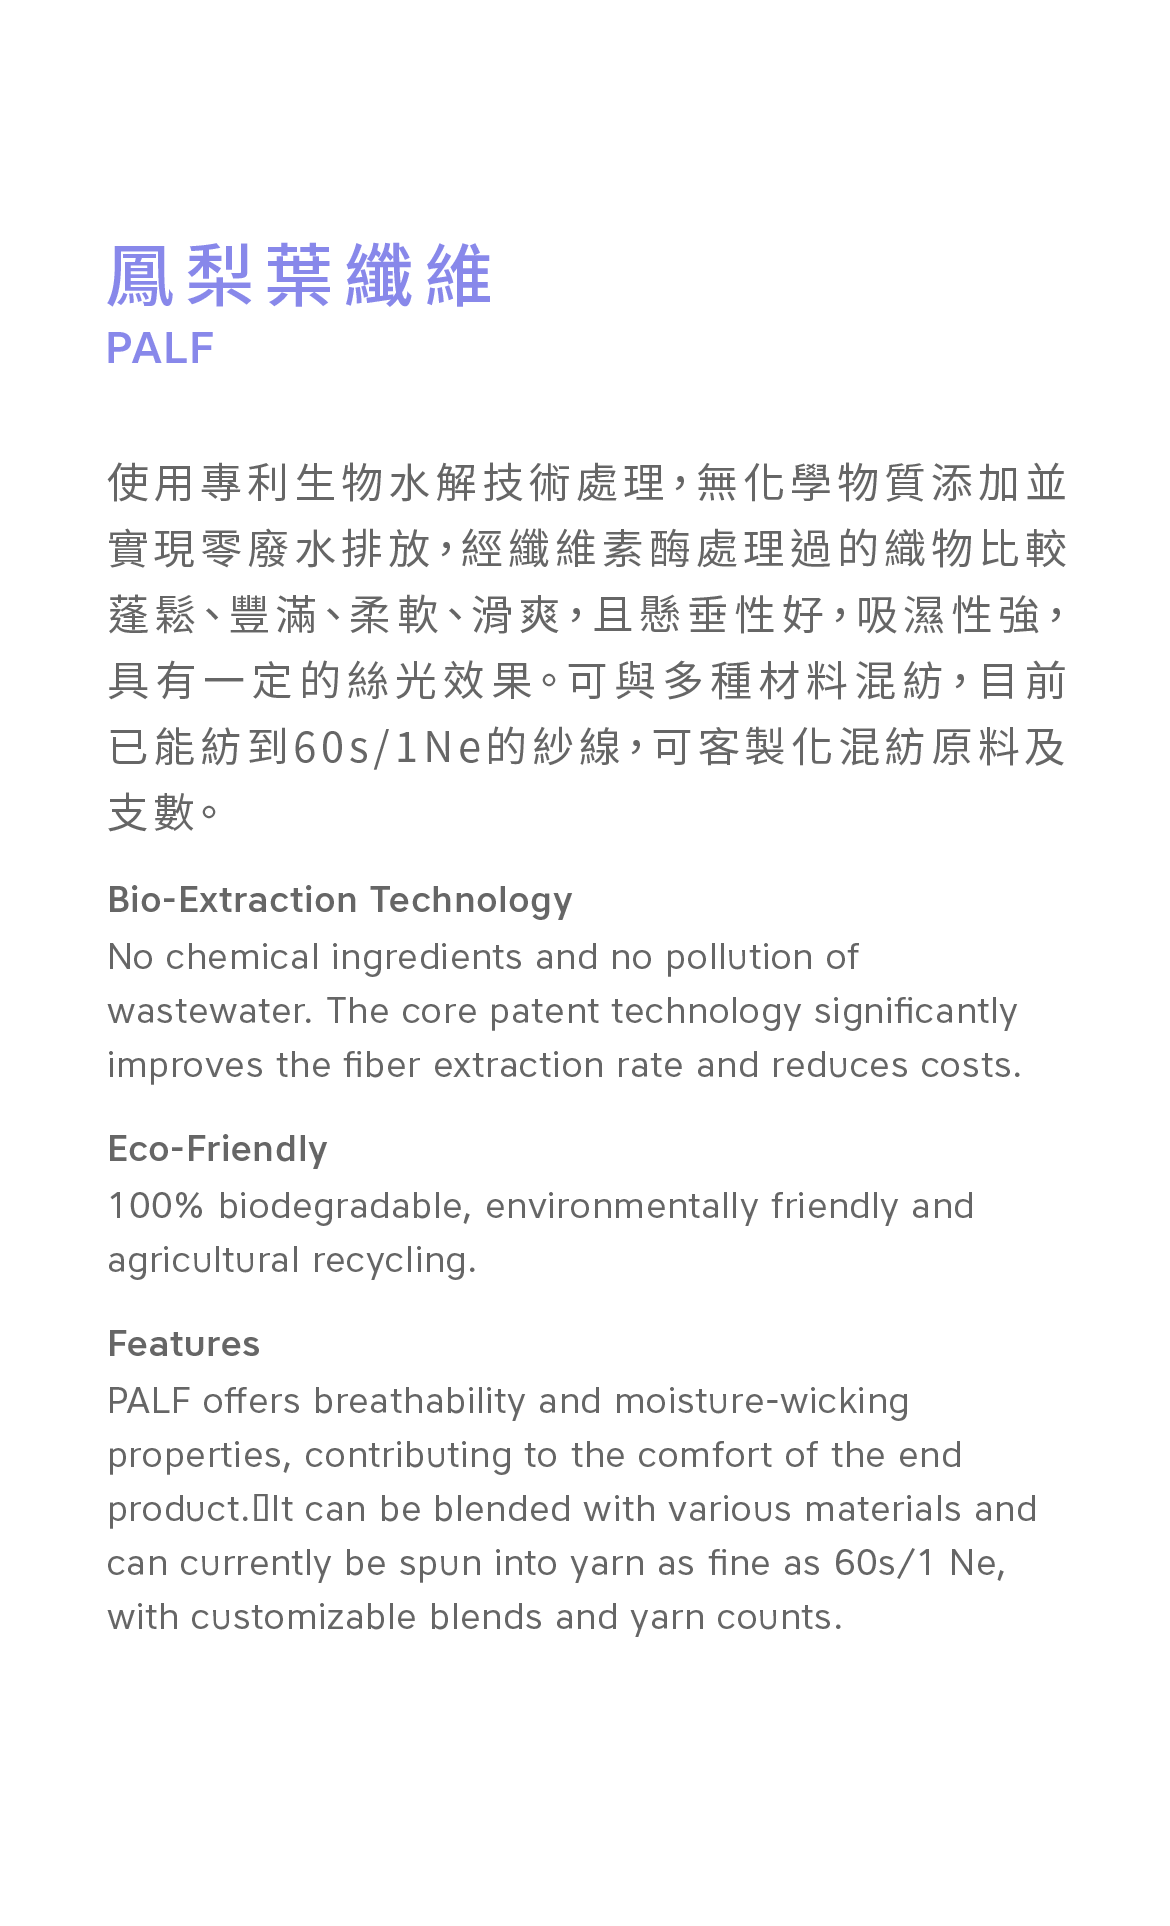 鳳梨葉纖維
PALF
使用專利生物水解技術處理，無化學物質添加並
實現零廢水排放，經纖維素酶處理過的織物比較
蓬鬆、豐滿、柔軟、滑爽，且懸垂性好，吸濕性強，
具有一定的絲光效果。可與多種材料混紡，目前
已能紡到60s/1Ne的紗線，可客製化混紡原料及
支數。
Bio-Extraction Technology
No chemical ingredients and no pollution of
wastewater. The core patent technology significantly
improves the fiber extraction rate and reduces costs.
Eco-Friendly
100% biodegradable, environmentally friendly and
agricultural recycling.
Features
PALF offers breathability and moisture-wicking
properties, contributing to the comfort of the end
product.▯It can be blended with various materials and
can currently be spun into yarn as fine as 60s/1 Ne,
with customizable blends and yarn counts.